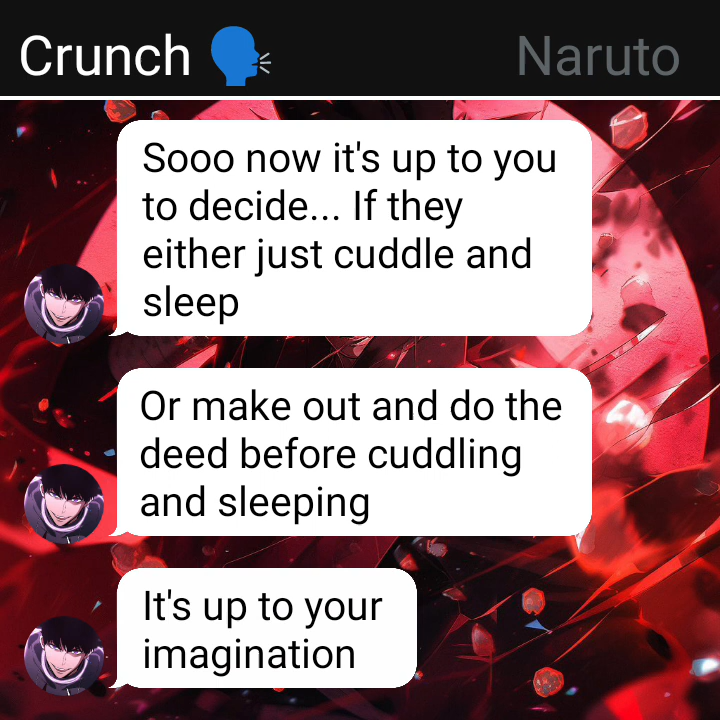 Crunch 🗣 Naruto
Sooo now it's up to you
to decide... If they
either just cuddle and
sleep
Or make out and do the
deed before cuddling
and sleeping
It's up to your
imagination